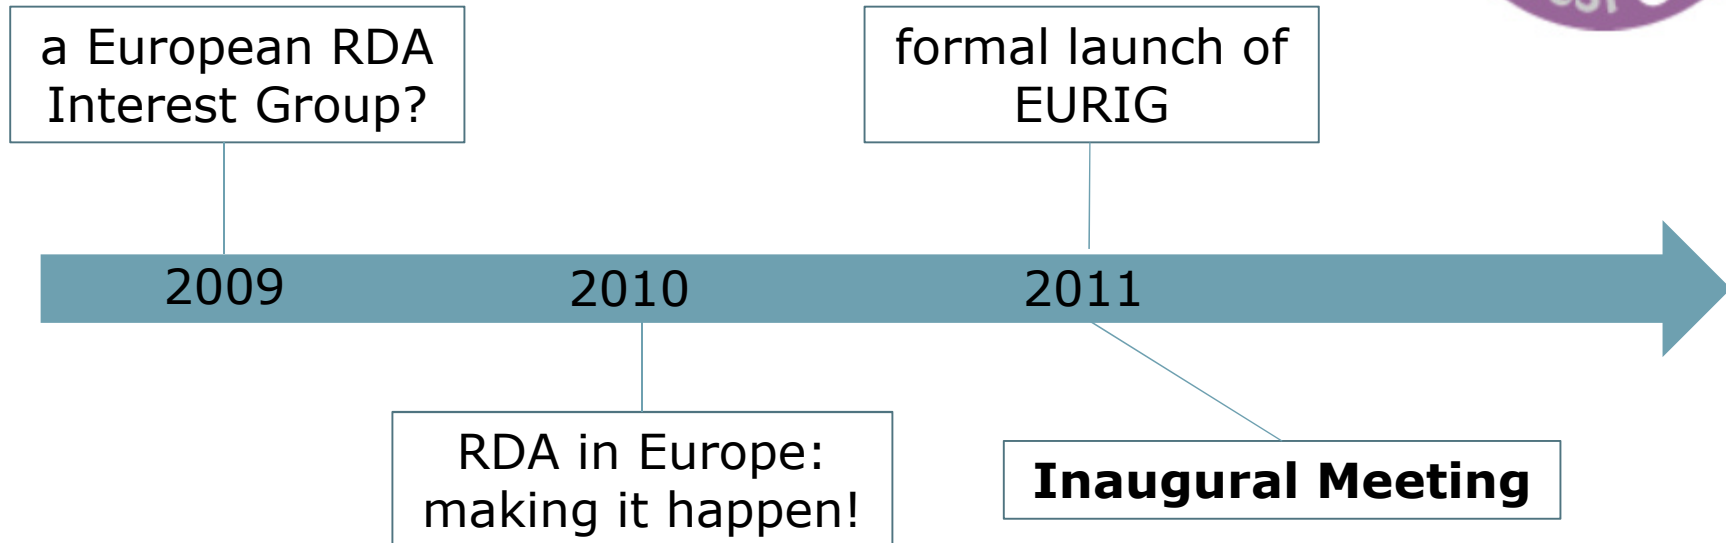 a European RDA
Interest Group?
formal launch of
EURIG
2009
2010
2011
RDA in Europe:
making it happen!
Inaugural Meeting